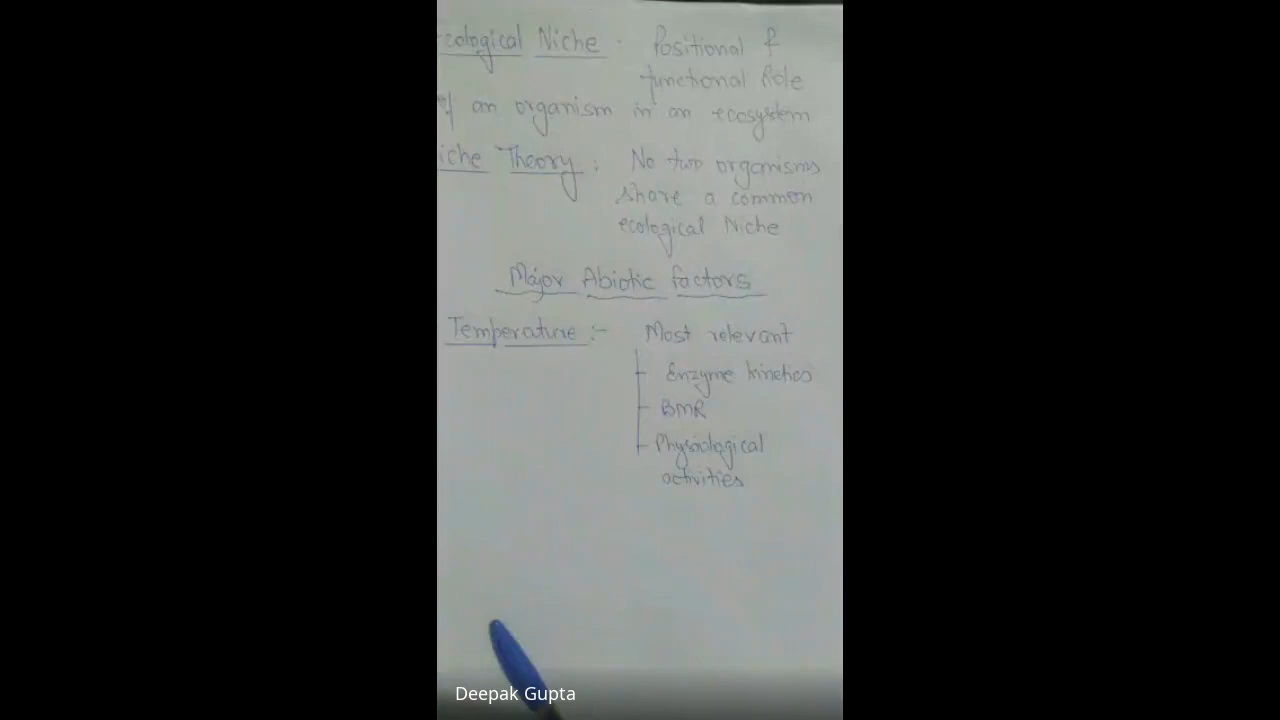 cological Niche : Positional &
functional Role
of an organism in an ecosystem
iche Theory : No two organisms
share a common
ecological Niche
Major Abiotic factors
Temperature :- Most relevant
Enzyme kinetics
BMR
Physiological
activities
Deepak Gupta